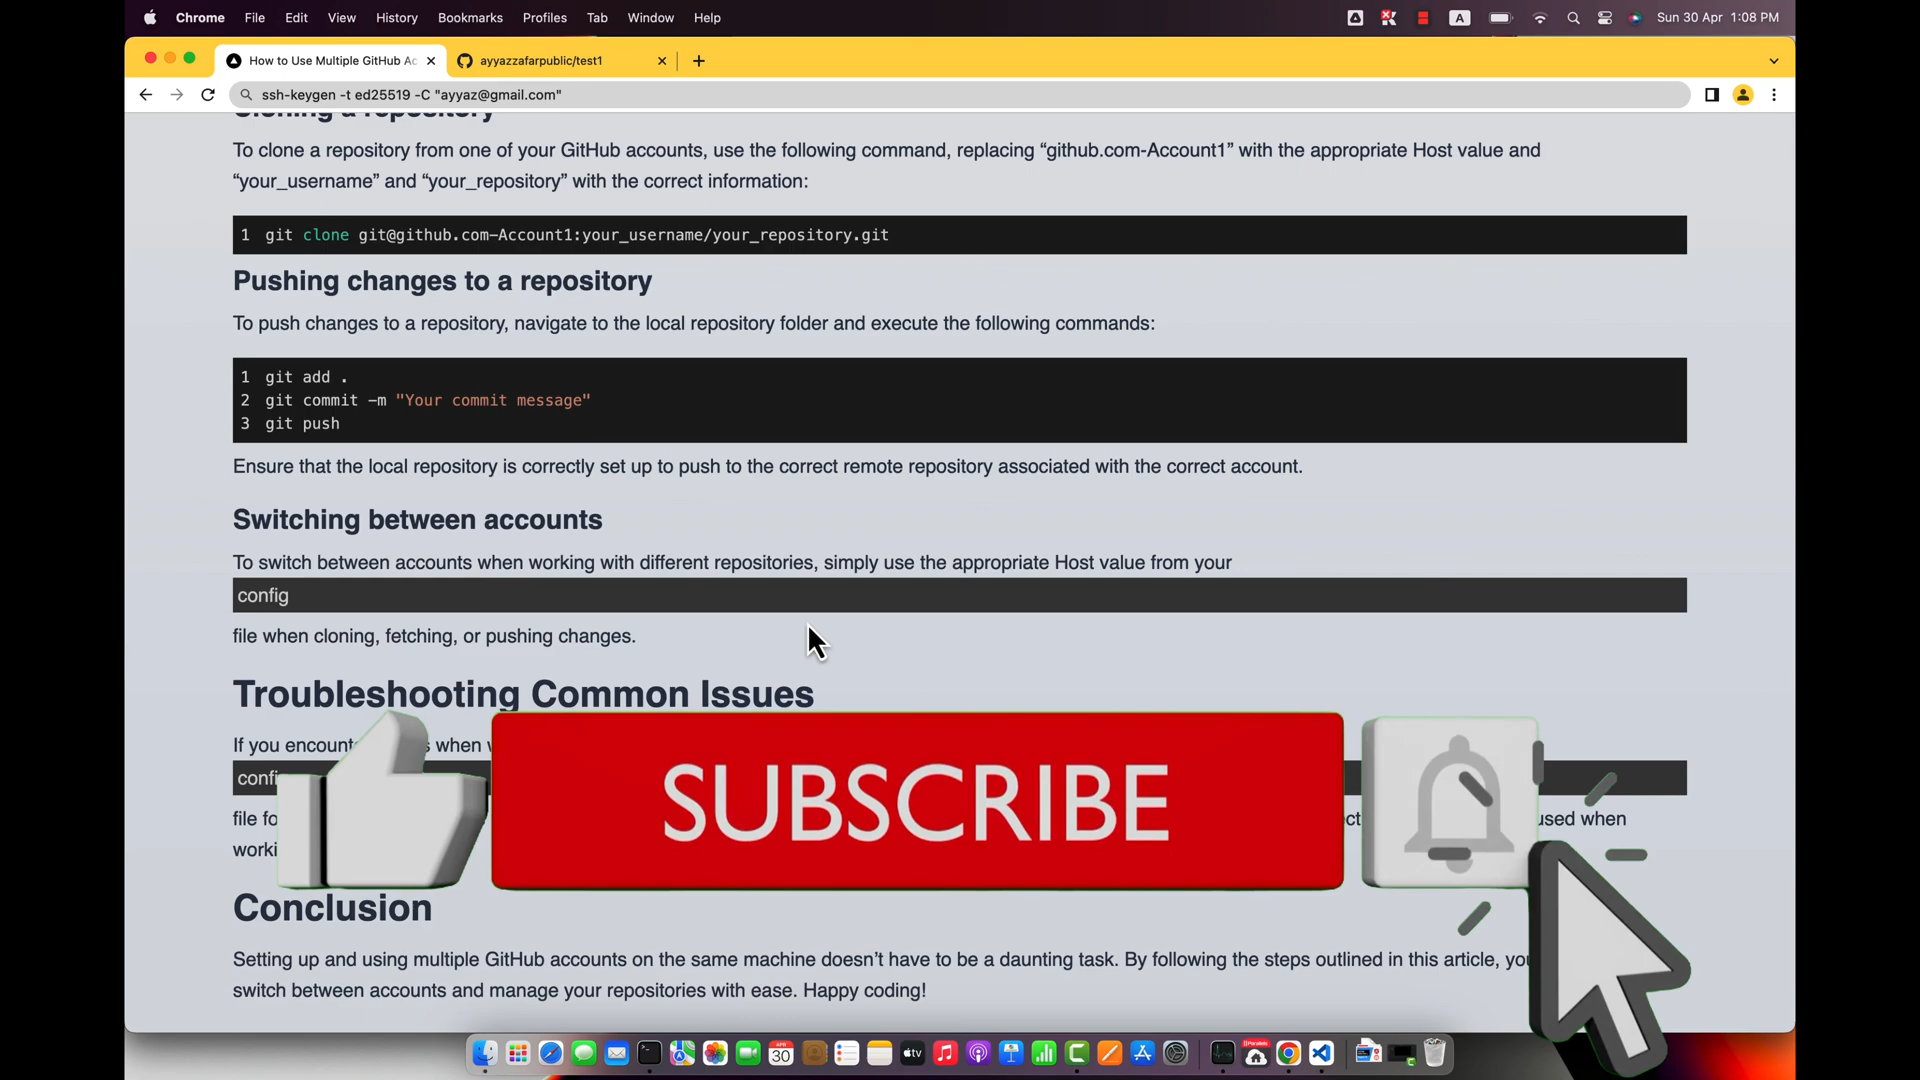 Chrome File Edit View History Bookmarks Profiles Tab Window Help
A Sun 30 Apr 1:08 PM
How to Use Multiple GitHub Ac
ayyazzafarpublic/test1
ssh-keygen -t ed25519 -C "ayyaz@gmail.com"
Cloning a repository
To clone a repository from one of your GitHub accounts, use the following command, replacing “github.com-Account1” with the appropriate Host value and
“your_username” and “your_repository” with the correct information:
1 git clone git@github.com-Account1:your_username/your_repository.git
Pushing changes to a repository
To push changes to a repository, navigate to the local repository folder and execute the following commands:
1 git add .
2 git commit -m "Your commit message"
3 git push
Ensure that the local repository is correctly set up to push to the correct remote repository associated with the correct account.
Switching between accounts
To switch between accounts when working with different repositories, simply use the appropriate Host value from your
config
file when cloning, fetching, or pushing changes.
Troubleshooting Common Issues
If you when
file used when
SUBSCRIBE
Conclusion
Setting up and using multiple GitHub accounts on the same machine doesn’t have to be a daunting task. By following the steps outlined in this article, you
switch between accounts and manage your repositories with ease. Happy coding!
APR
30
tv